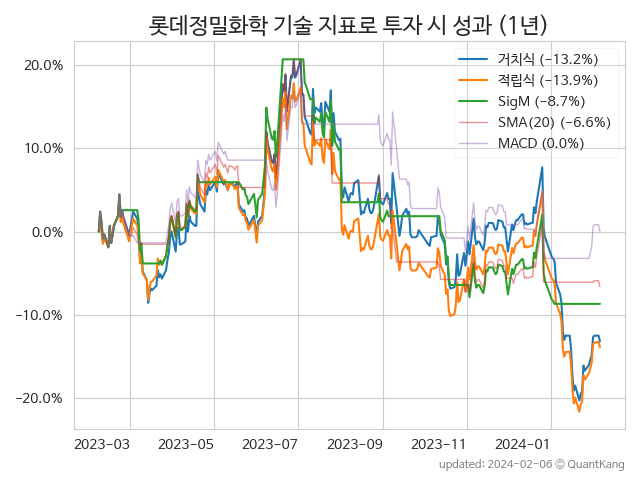 롯데정밀화학 기술 지표로 투자 시 성과 (1년)
거치식 (−13.2%)
적립식 (−13.9%)
SigM (−8.7%)
SMA(20) (−6.6%)
MACD (0.0%)
20.0%
10.0%
0.0%
−10.0%
−20.0%
2023−03 2023−05 2023−07 2023−09 2023−11 2024−01
updated: 2024−02−06 © QuantKang